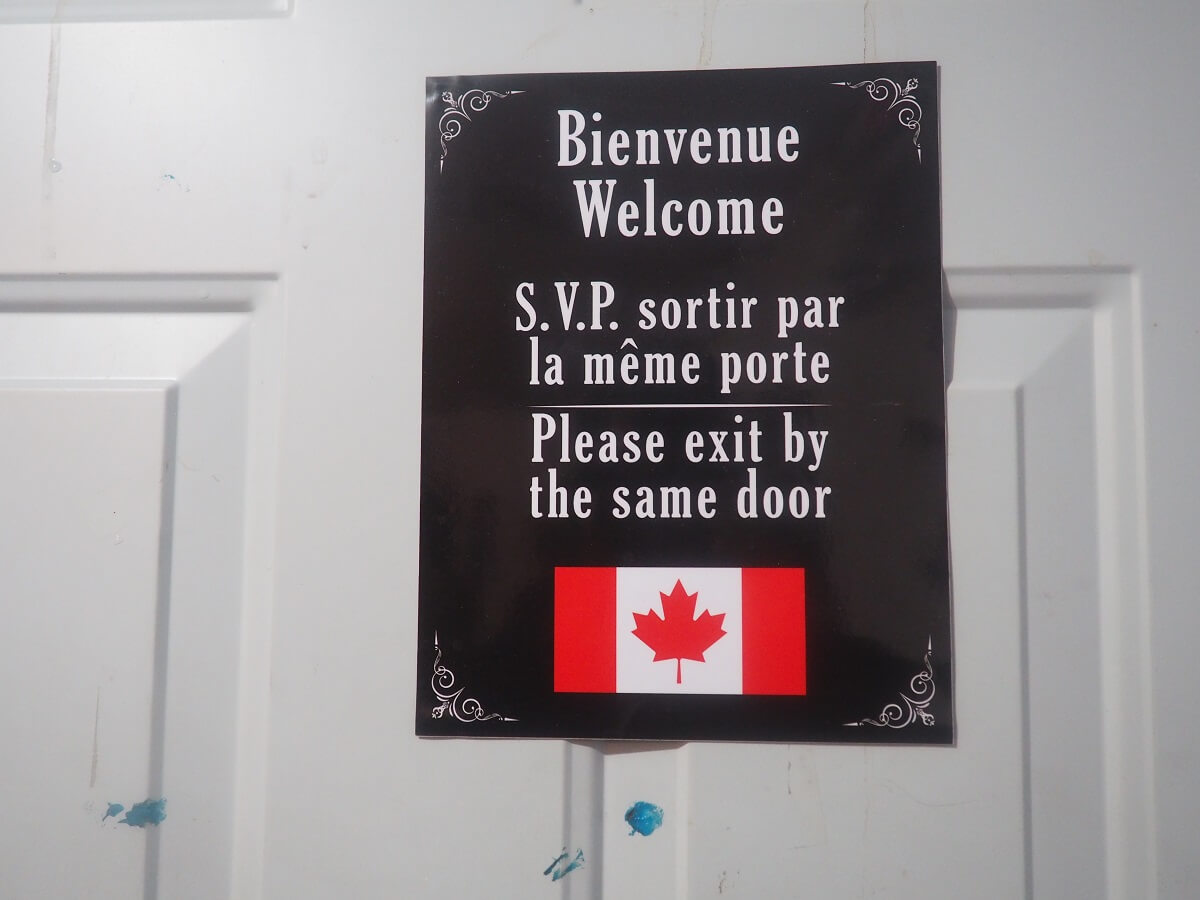 Bienvenue
Welcome
S.V.P. sortir par
la même porte
Please exit by
the same door